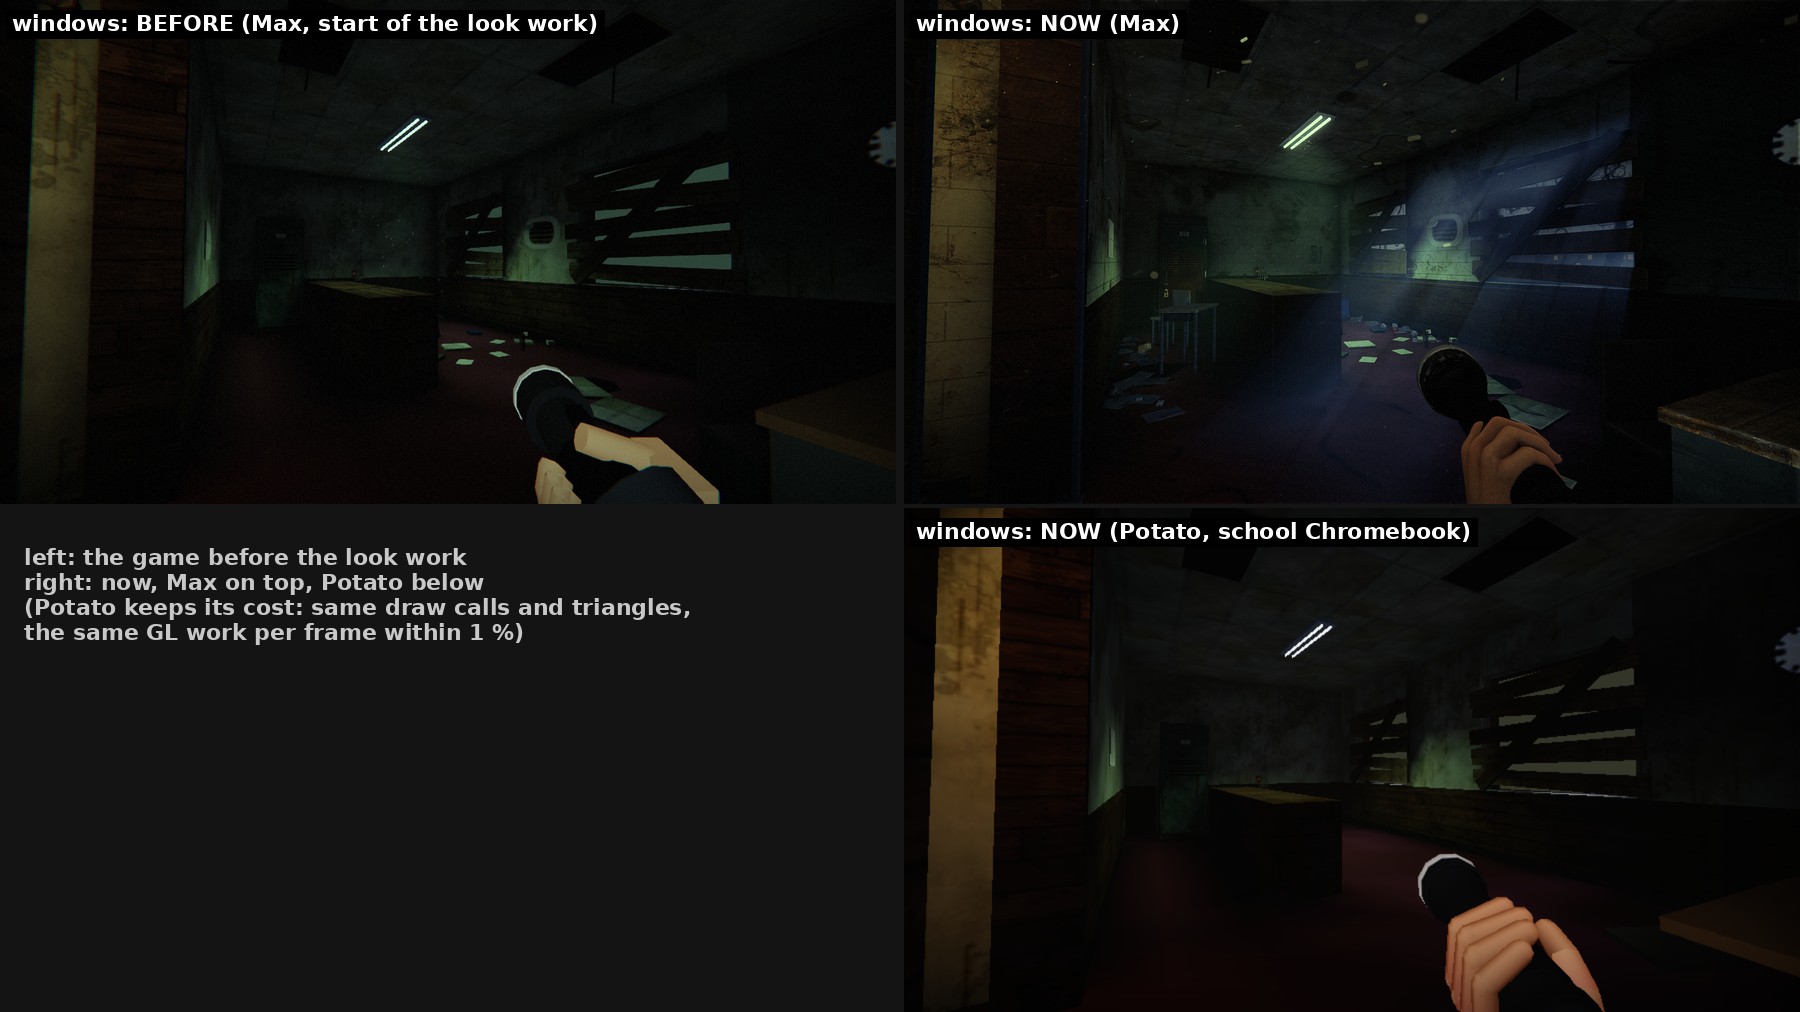 windows: BEFORE (Max, start of the look work)
windows: NOW (Max)
left: the game before the look work
right: now, Max on top, Potato below
(Potato keeps its cost: same draw calls and triangles,
the same GL work per frame within 1 %)
windows: NOW (Potato, school Chromebook)